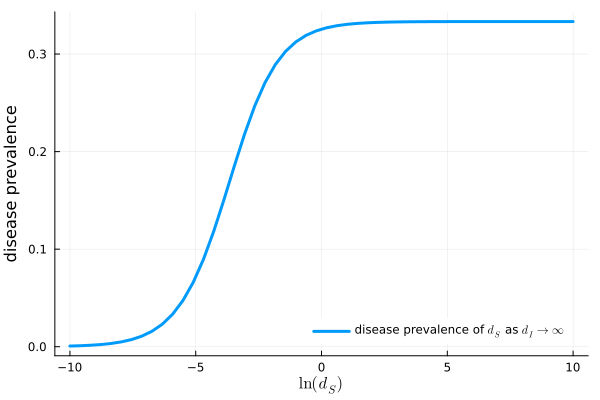 0.3
disease prevalence
0.2
0.1
disease prevalence of d_S as d_I → ∞
0.0
−10 −5 0 5 10
ln(d_S)